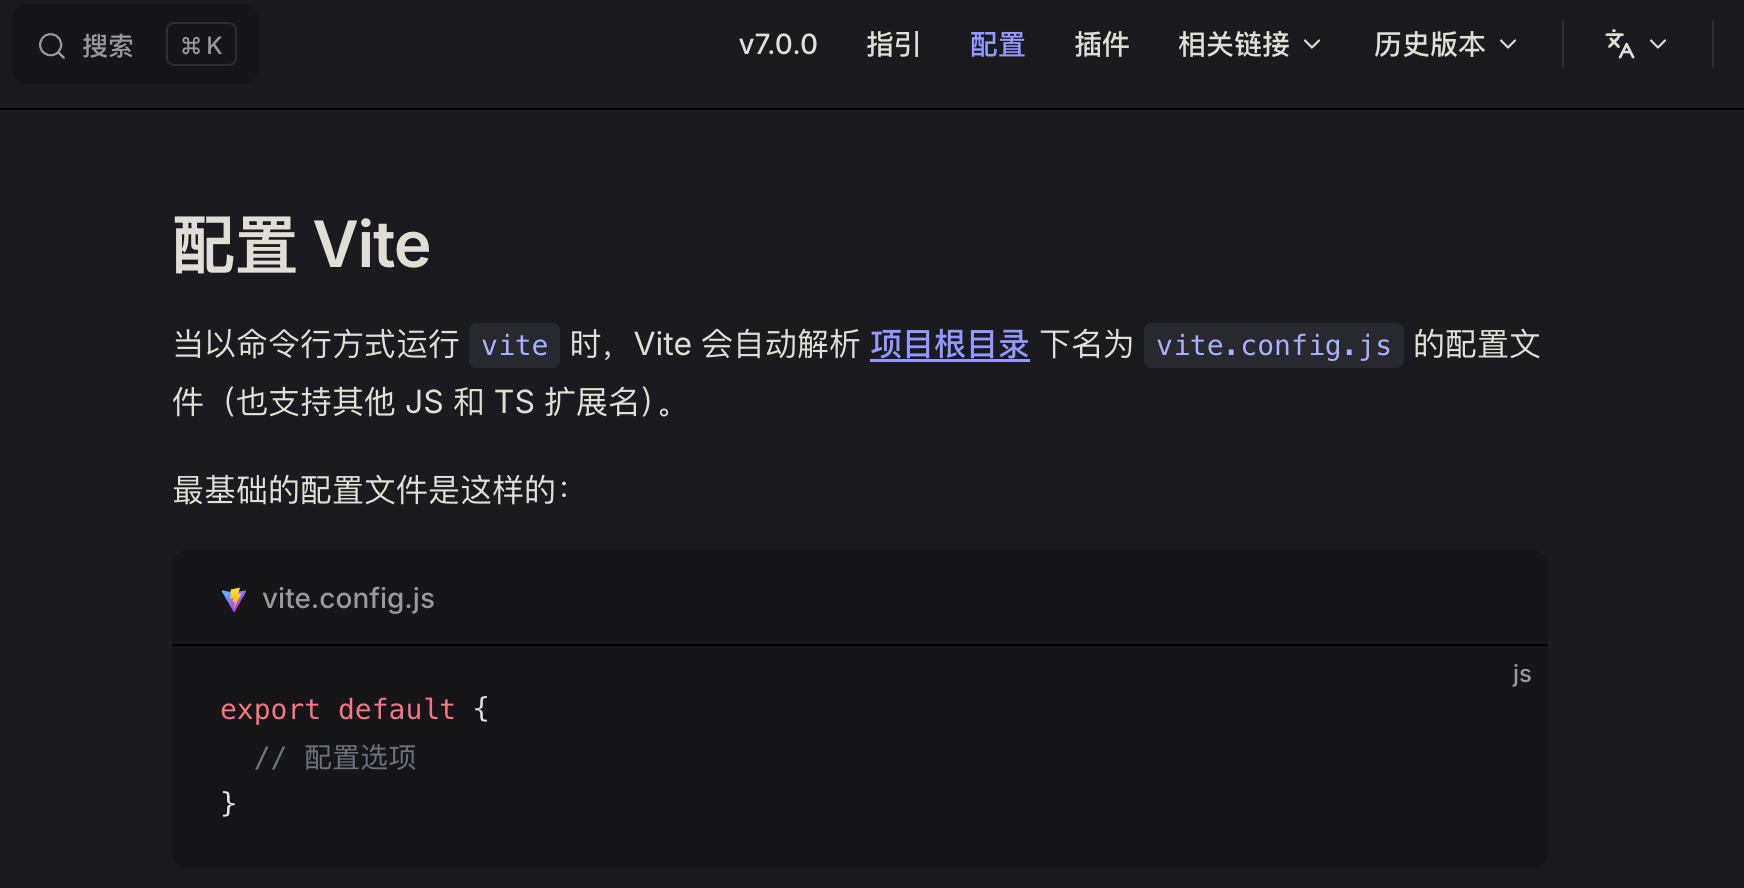 搜索 ⌘ K v7.0.0 指引 配置 插件 相关链接 历史版本
配置 Vite
当以命令行方式运行 vite 时，Vite 会自动解析 项目根目录 下名为 vite.config.js 的配置文
件（也支持其他 JS 和 TS 扩展名）。
最基础的配置文件是这样的：
vite.config.js
js
export default {
  // 配置选项
}